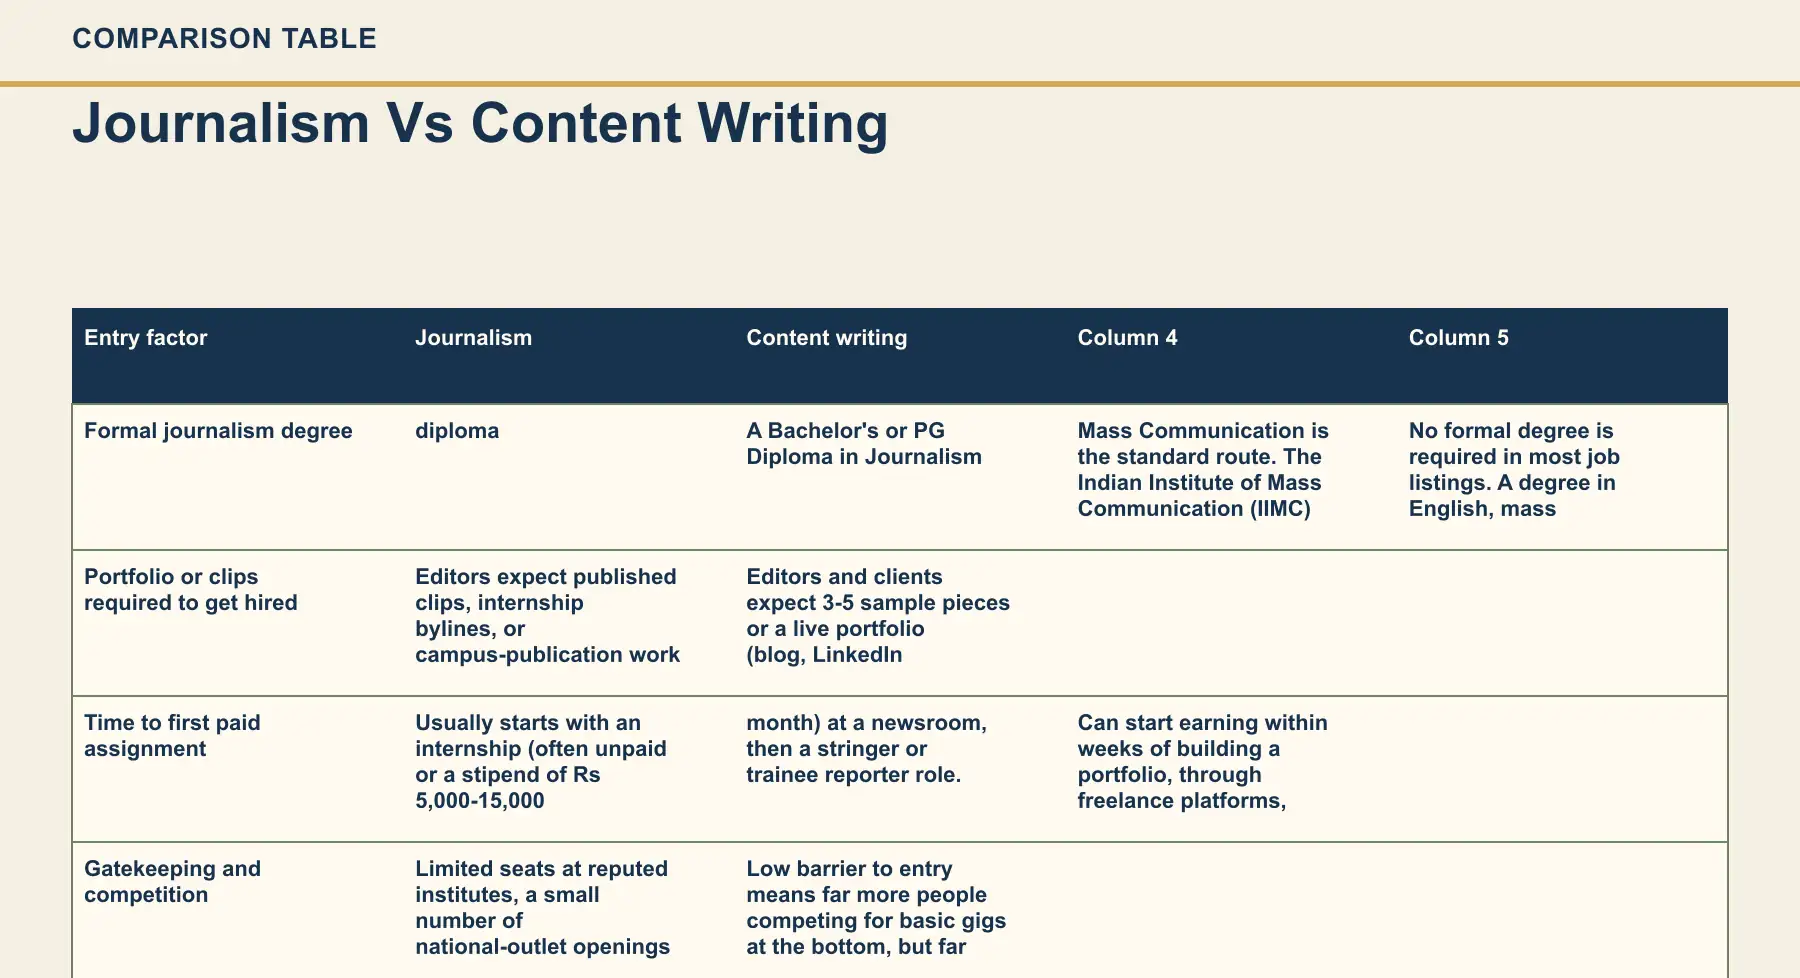 COMPARISON TABLE
Journalism Vs Content Writing
Entry factor
Journalism
Content writing
Column 4
Column 5
Formal journalism degree
diploma
A Bachelor's or PG
Diploma in Journalism
Mass Communication is
the standard route. The
Indian Institute of Mass
Communication (IIMC)
No formal degree is
required in most job
listings. A degree in
English, mass
Portfolio or clips
required to get hired
Editors expect published
clips, internship
bylines, or
campus-publication work
Editors and clients
expect 3-5 sample pieces
or a live portfolio
(blog, LinkedIn
Time to first paid
assignment
Usually starts with an
internship (often unpaid
or a stipend of Rs
5,000-15,000
month) at a newsroom,
then a stringer or
trainee reporter role.
Can start earning within
weeks of building a
portfolio, through
freelance platforms,
Gatekeeping and
competition
Limited seats at reputed
institutes, a small
number of
national-outlet openings
Low barrier to entry
means far more people
competing for basic gigs
at the bottom, but far